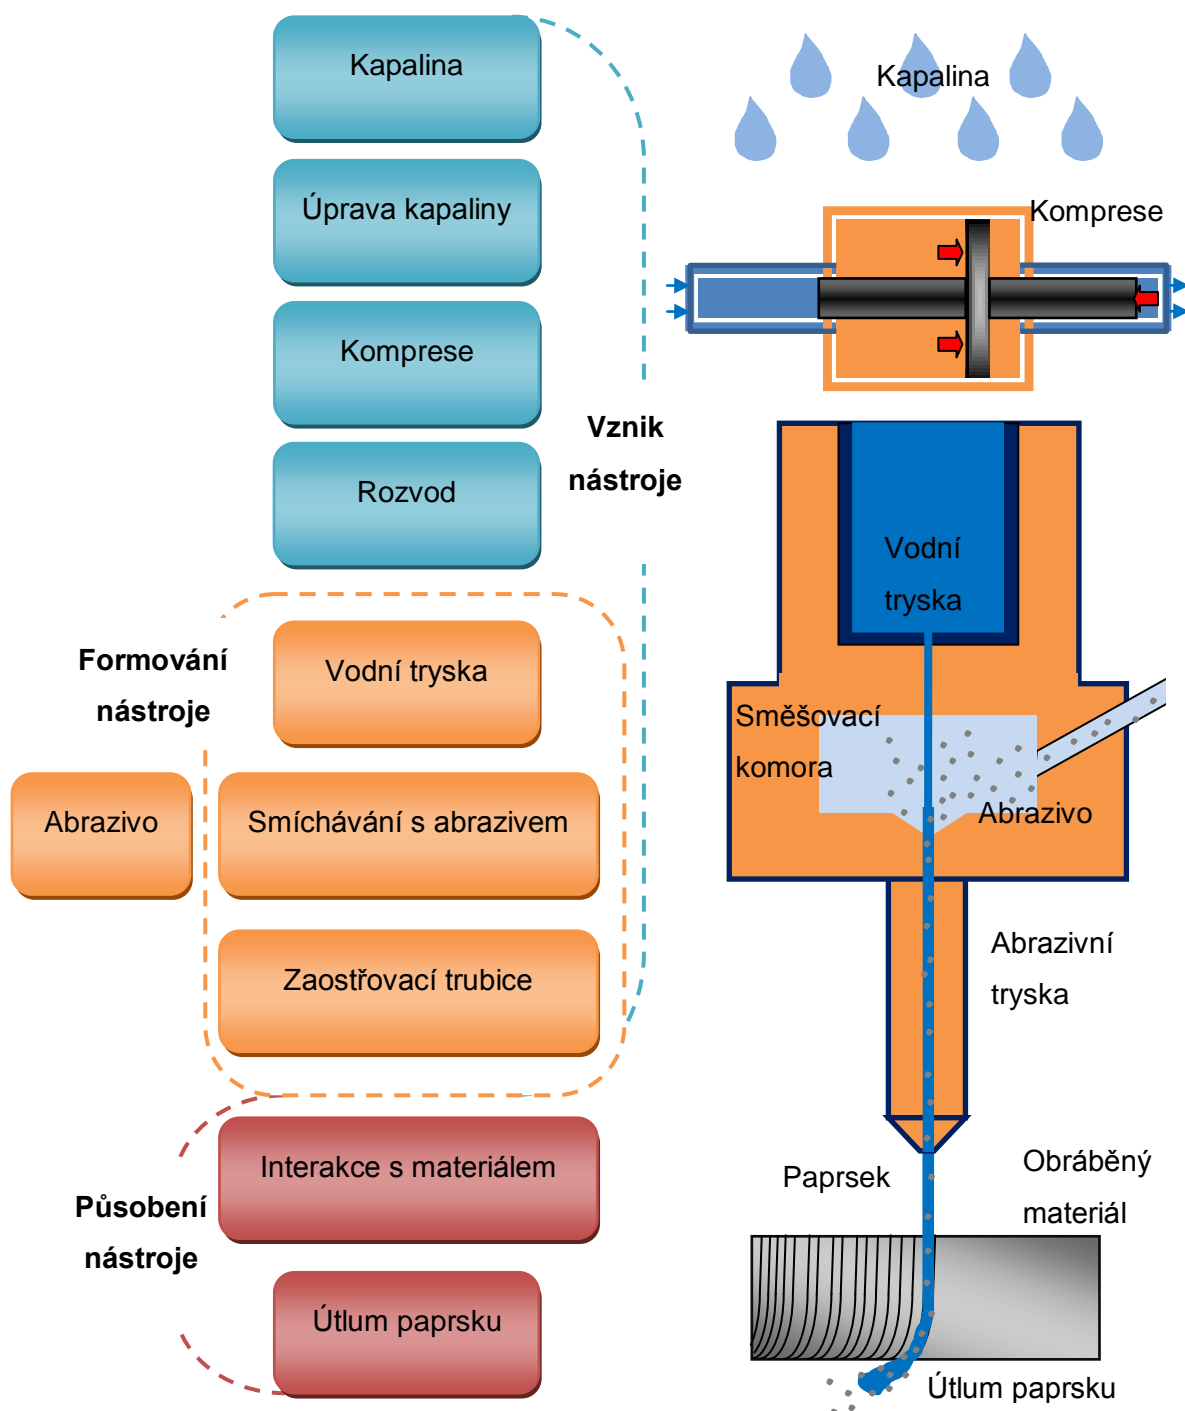 Kapalina
Úprava kapaliny
Komprese
Rozvod
Vznik
nástroje
Formování
nástroje
Vodní tryska
Abrazivo
Smíchávání s abrazivem
Zaostřovací trubice
Působení
nástroje
Interakce s materiálem
Útlum paprsku
Kapalina
Komprese
Vodní
tryska
Směšovací
komora
Abrazivo
Abrazivní
tryska
Paprsek
Obráběný
materiál
Útlum paprsku